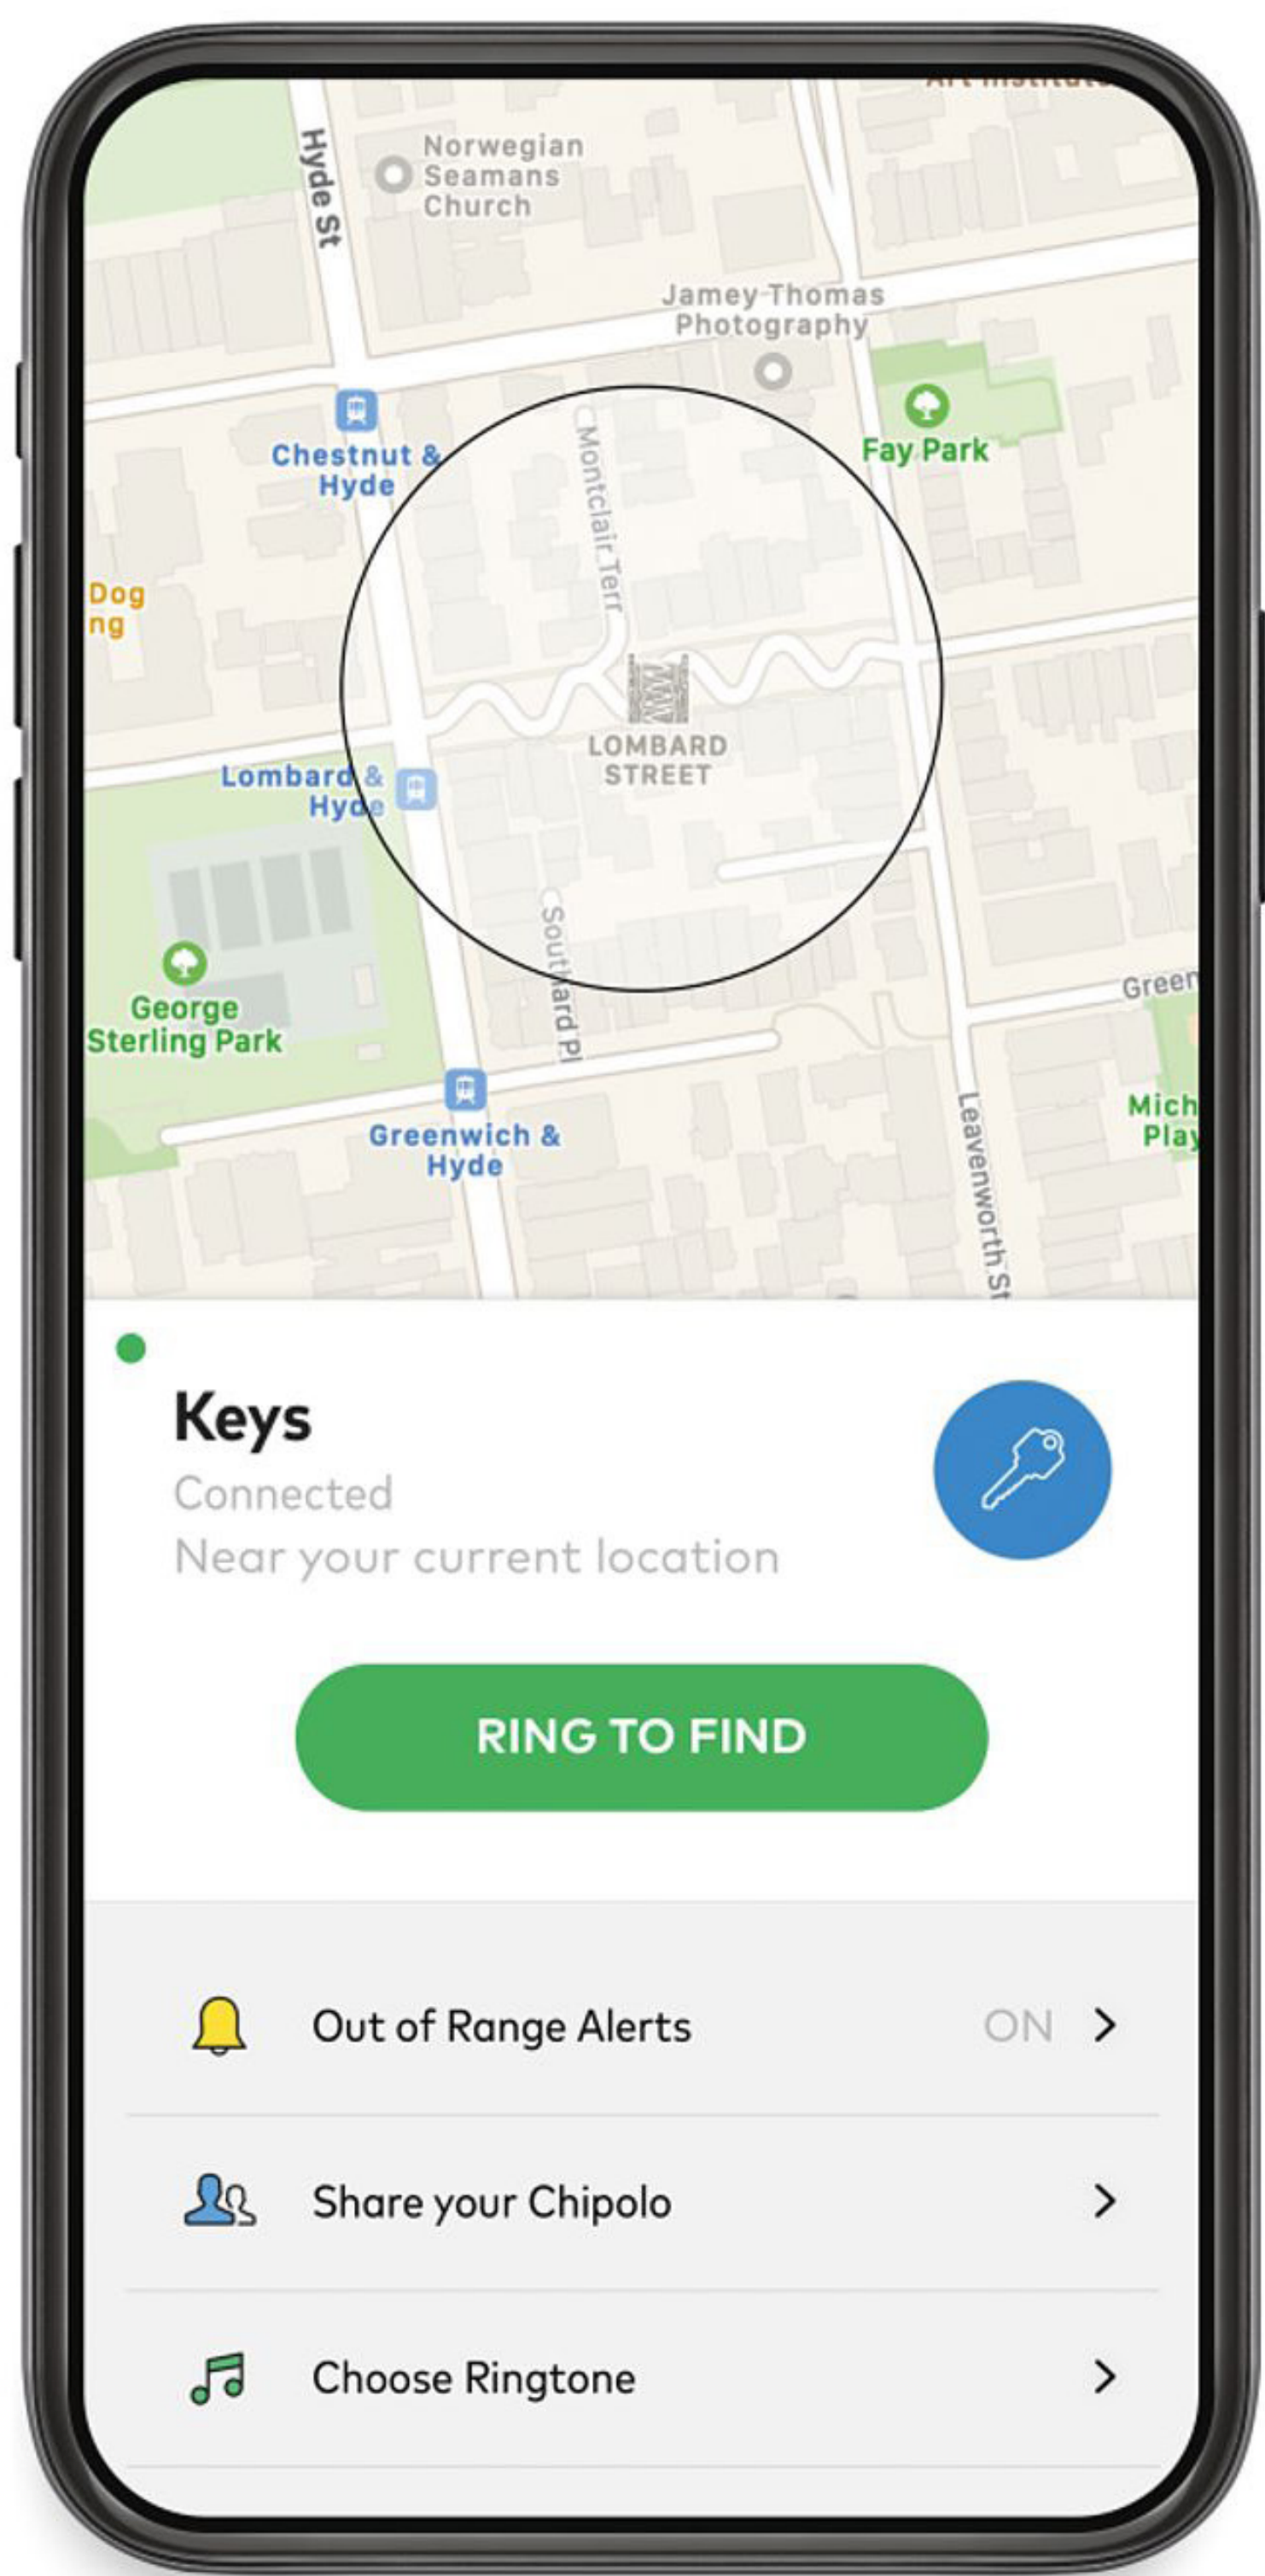 Art Institute
Hyde St
Norwegian
Seamans
Church
Jamey Thomas
Photography
Chestnut &
Hyde
Fay Park
Montclair Terr
Dog
ng
LOMBARD
STREET
Lombard &
Hyde
Southard Pl
George
Sterling Park
Green
Greenwich &
Hyde
Leavenworth St
Mich
Play
Keys
Connected
Near your current location
RING TO FIND
Out of Range Alerts ON
Share your Chipolo
Choose Ringtone